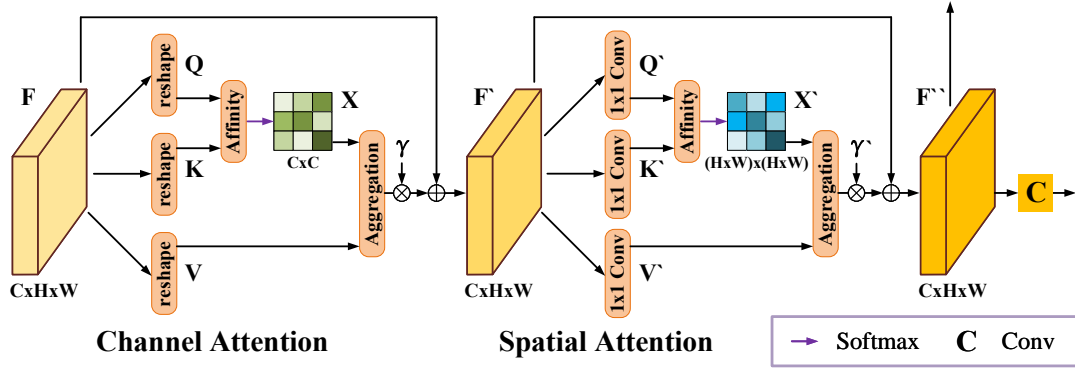 F
CxHxW
reshape
Q
reshape
K
reshape
V
Affinity
X
CxC
Aggregation
γ
Channel Attention
F`
CxHxW
1x1 Conv
Q`
1x1 Conv
K`
1x1 Conv
V`
Affinity
X`
(HxW)x(HxW)
Aggregation
γ`
Spatial Attention
F``
CxHxW
C
Softmax C Conv